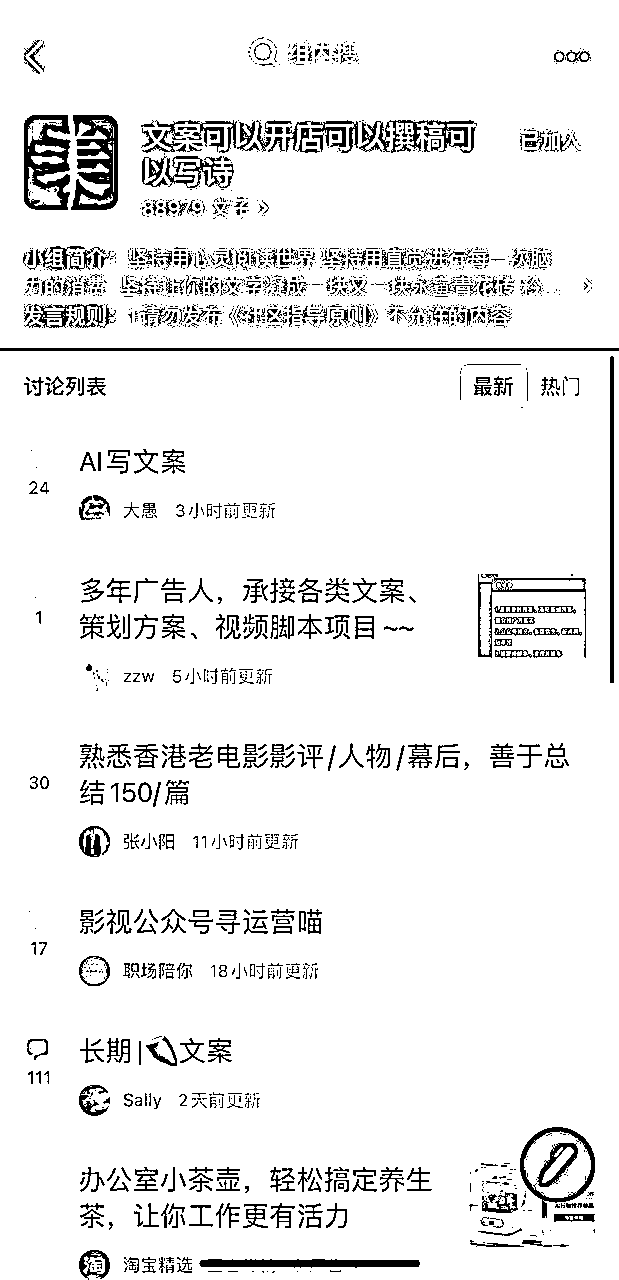 组内搜
文案可以开店可以撰稿可
以写诗
已加入
88979 文子 >
小组简介：坚持用心灵阅读世界 坚持用直觉进行每一次脑
力的消费 坚持让你的文字凝成一块又一块永
发言规则：1请勿发布《社区指导原则》不允许的内容
讨论列表
最新 热门
AI写文案
24
大愚 3小时前更新
多年广告人，承接各类文案、
策划方案、视频脚本项目~~
1
zzw 5小时前更新
熟悉香港老电影影评/人物/幕后，善于总
结150/篇
30
张小阳 11小时前更新
影视公众号寻运营喵
17
职场陪你 18小时前更新
长期|文案
111
Sally 2天前更新
办公室小茶壶，轻松搞定养生
茶，让你工作更有活力
淘
淘宝精选